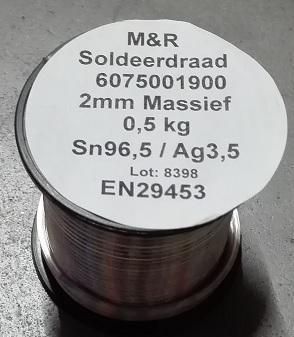 M&R
Soldeerdraad
6075001900
2mm Massief
0,5 kg
Sn96,5 / Ag3,5
Lot: 8398
EN29453